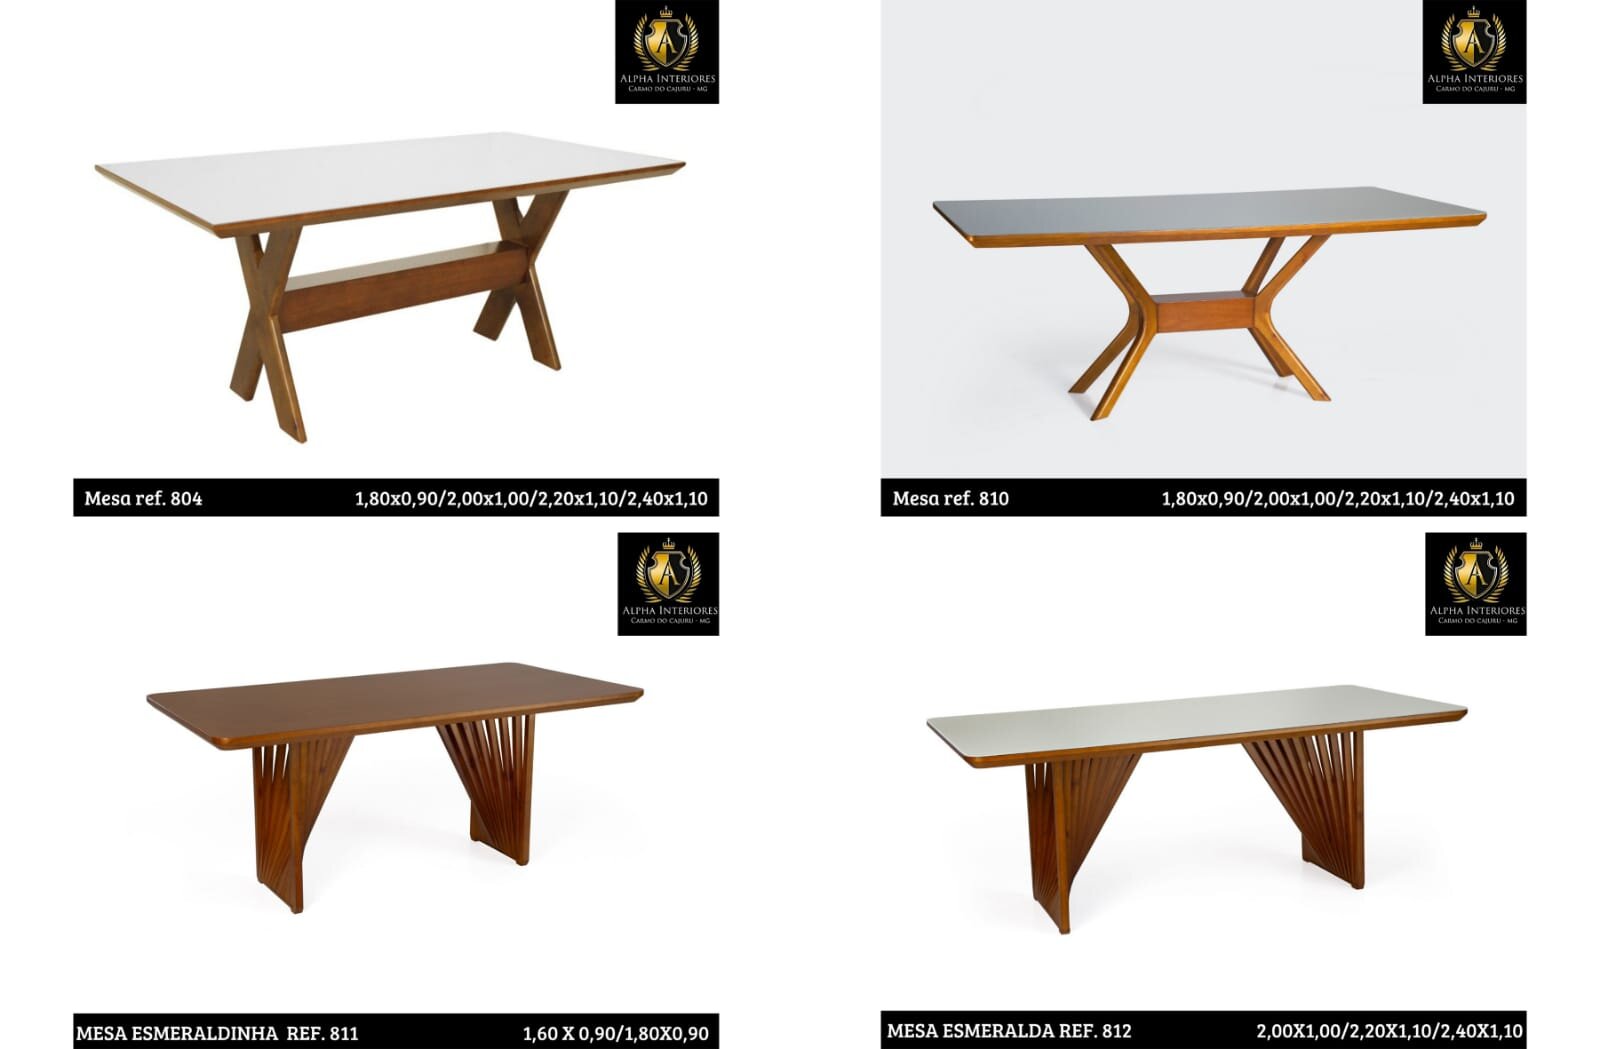 A
ALPHA INTERIORES
CARMO DO CAJURU - MG
Mesa ref. 804 1,80x0,90/2,00x1,00/2,20x1,10/2,40x1,10
A
ALPHA INTERIORES
CARMO DO CAJURU - MG
Mesa ref. 810 1,80x0,90/2,00x1,00/2,20x1,10/2,40x1,10
A
ALPHA INTERIORES
CARMO DO CAJURU - MG
MESA ESMERALDINHA REF. 811 1,60 X 0,90/1,80X0,90
A
ALPHA INTERIORES
CARMO DO CAJURU - MG
MESA ESMERALDA REF. 812 2,00X1,00/2,20X1,10/2,40X1,10